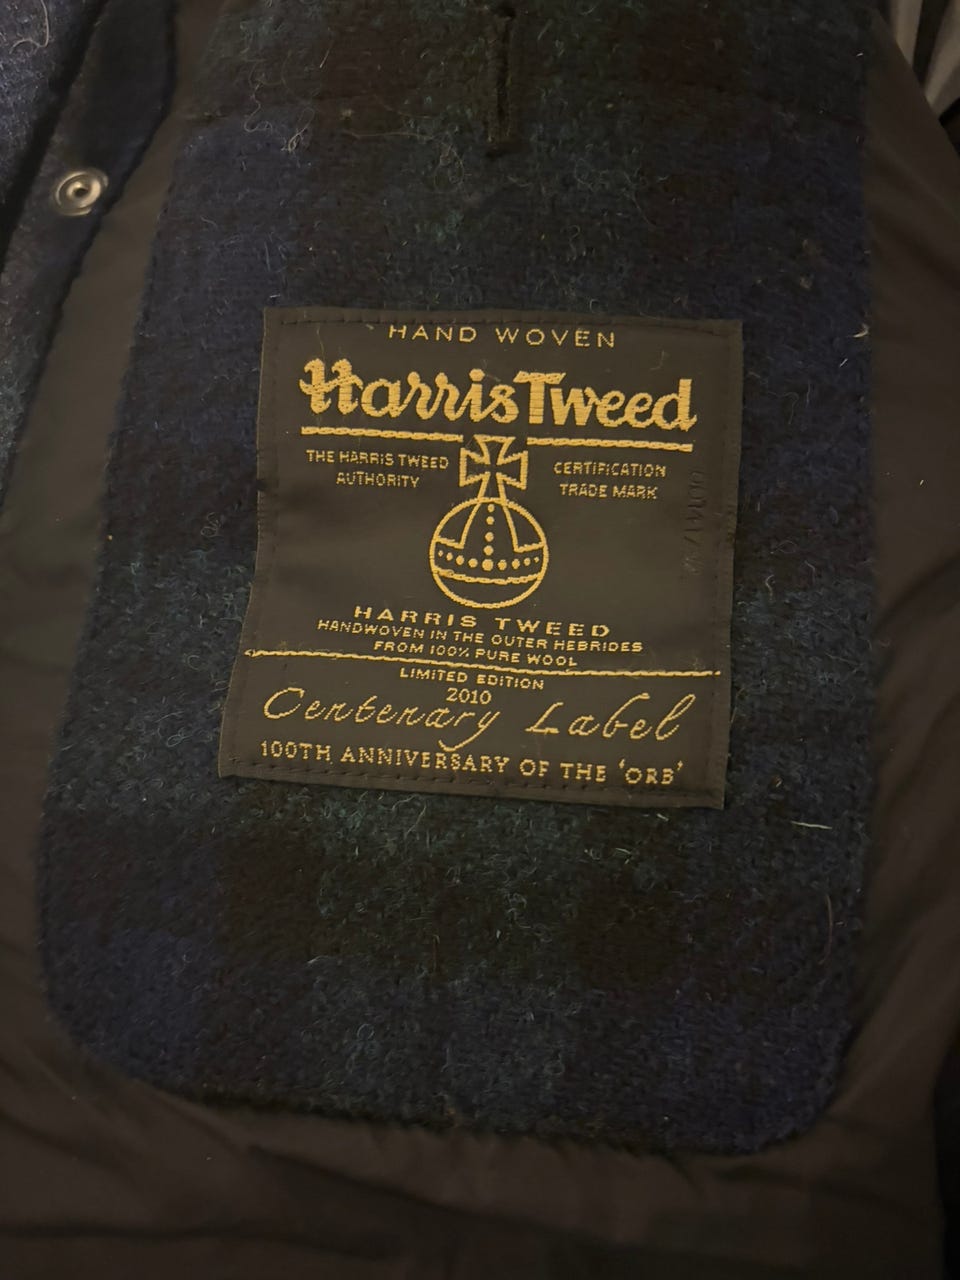 HAND WOVEN
Harris Tweed
THE HARRIS TWEED
AUTHORITY
CERTIFICATION
TRADE MARK
HARRIS TWEED
HANDWOVEN IN THE OUTER HEBRIDES
FROM 100% PURE WOOL
LIMITED EDITION
2010
Centenary Label
100TH ANNIVERSARY OF THE 'ORB'